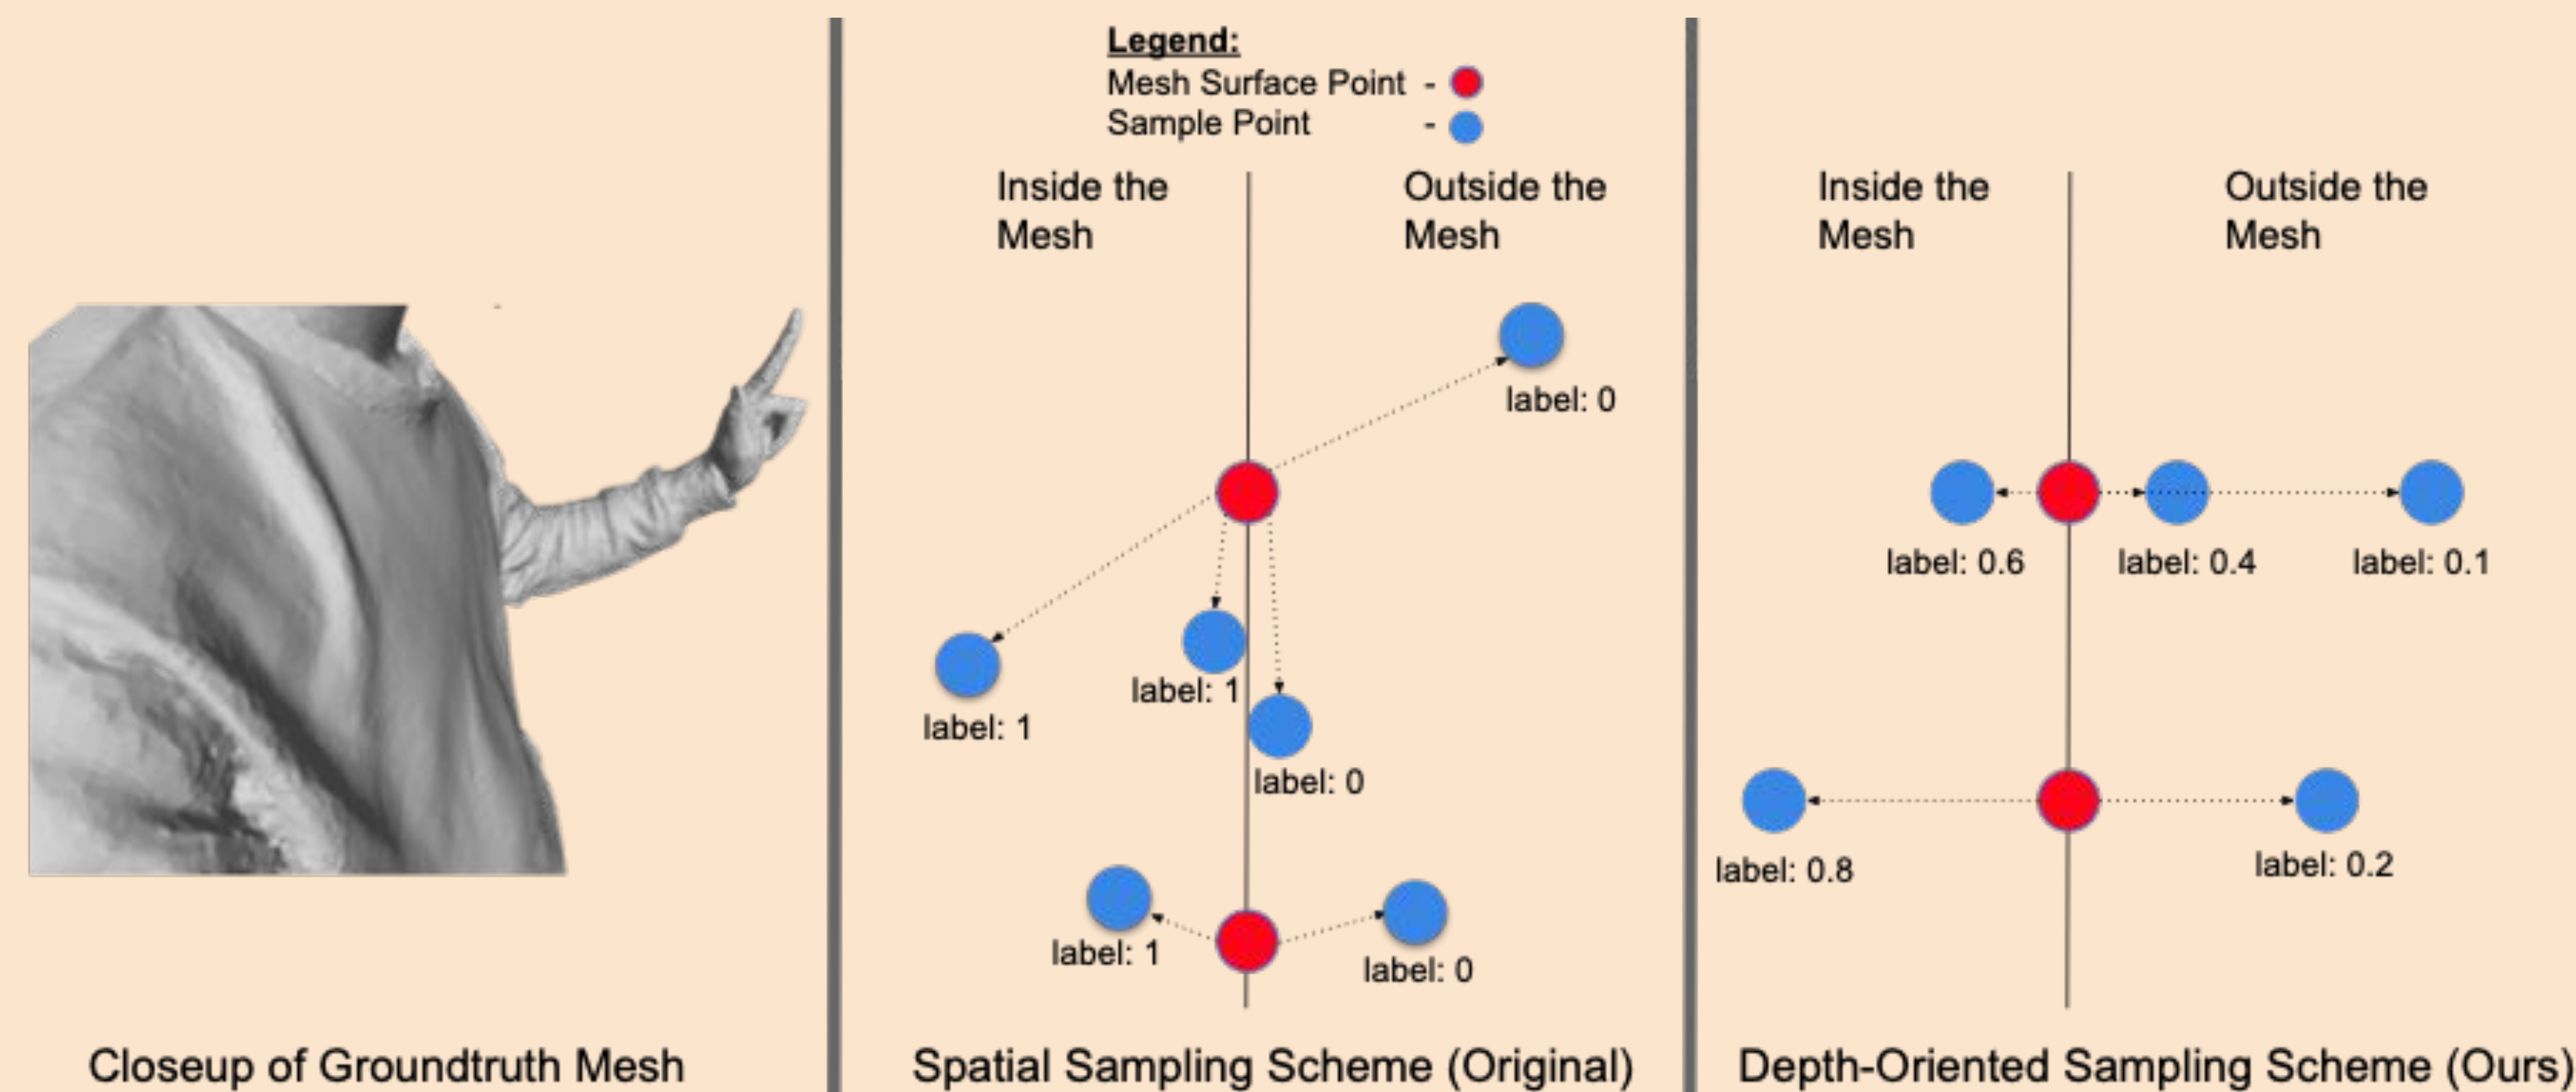 Legend:
Mesh Surface Point -
Sample Point -
Inside the
Mesh
Outside the
Mesh
label: 0
label: 1
label: 1
label: 0
label: 1
label: 0
Inside the
Mesh
Outside the
Mesh
label: 0.6
label: 0.4
label: 0.1
label: 0.8
label: 0.2
Closeup of Groundtruth Mesh
Spatial Sampling Scheme (Original)
Depth-Oriented Sampling Scheme (Ours)